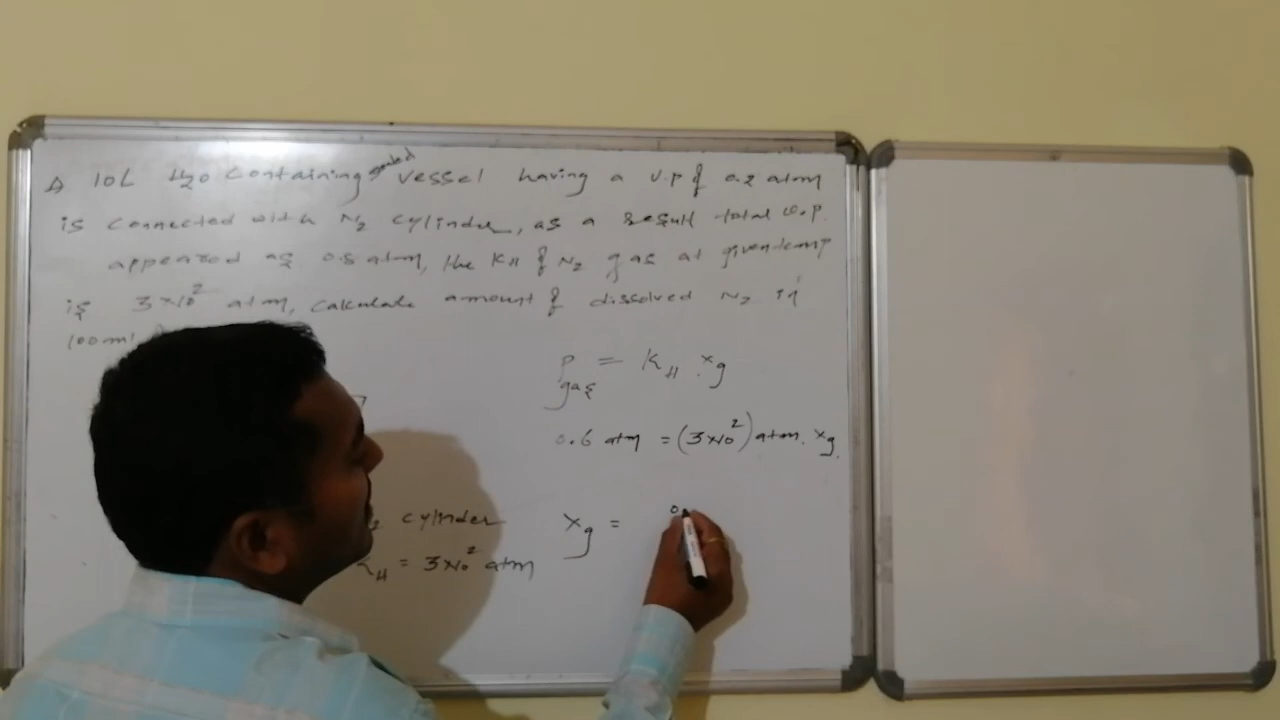 A 10L H₂O containing sealed vessel having a V.P of 0.2 atm
is connected with N₂ cylinder, as a result total V.P.
appeared as 0.8 atm, the KH of N₂ gas at given temp
is 3×10² atm, calculate amount of dissolved N₂ in
100ml
P gas = KH . xg
0.6 atm = (3×10²) atm. xg.
cylinder xg = 0
KH = 3×10² atm